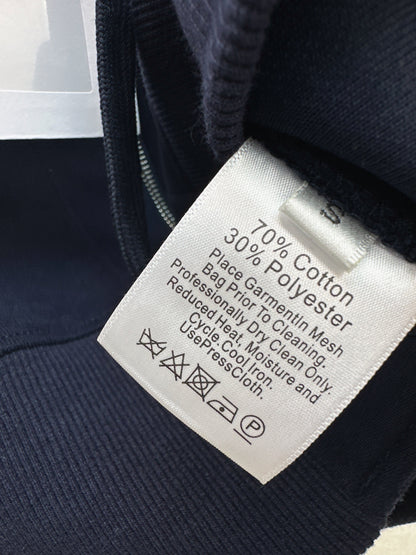 S
70% Cotton
30% Polyester
Place GarmentIn Mesh
Bag Prior To Cleaning.
Professionally Dry Clean Only.
Reduced Heat, Moisture and
Cycle. Cool Iron.
UsePressCloth.
P